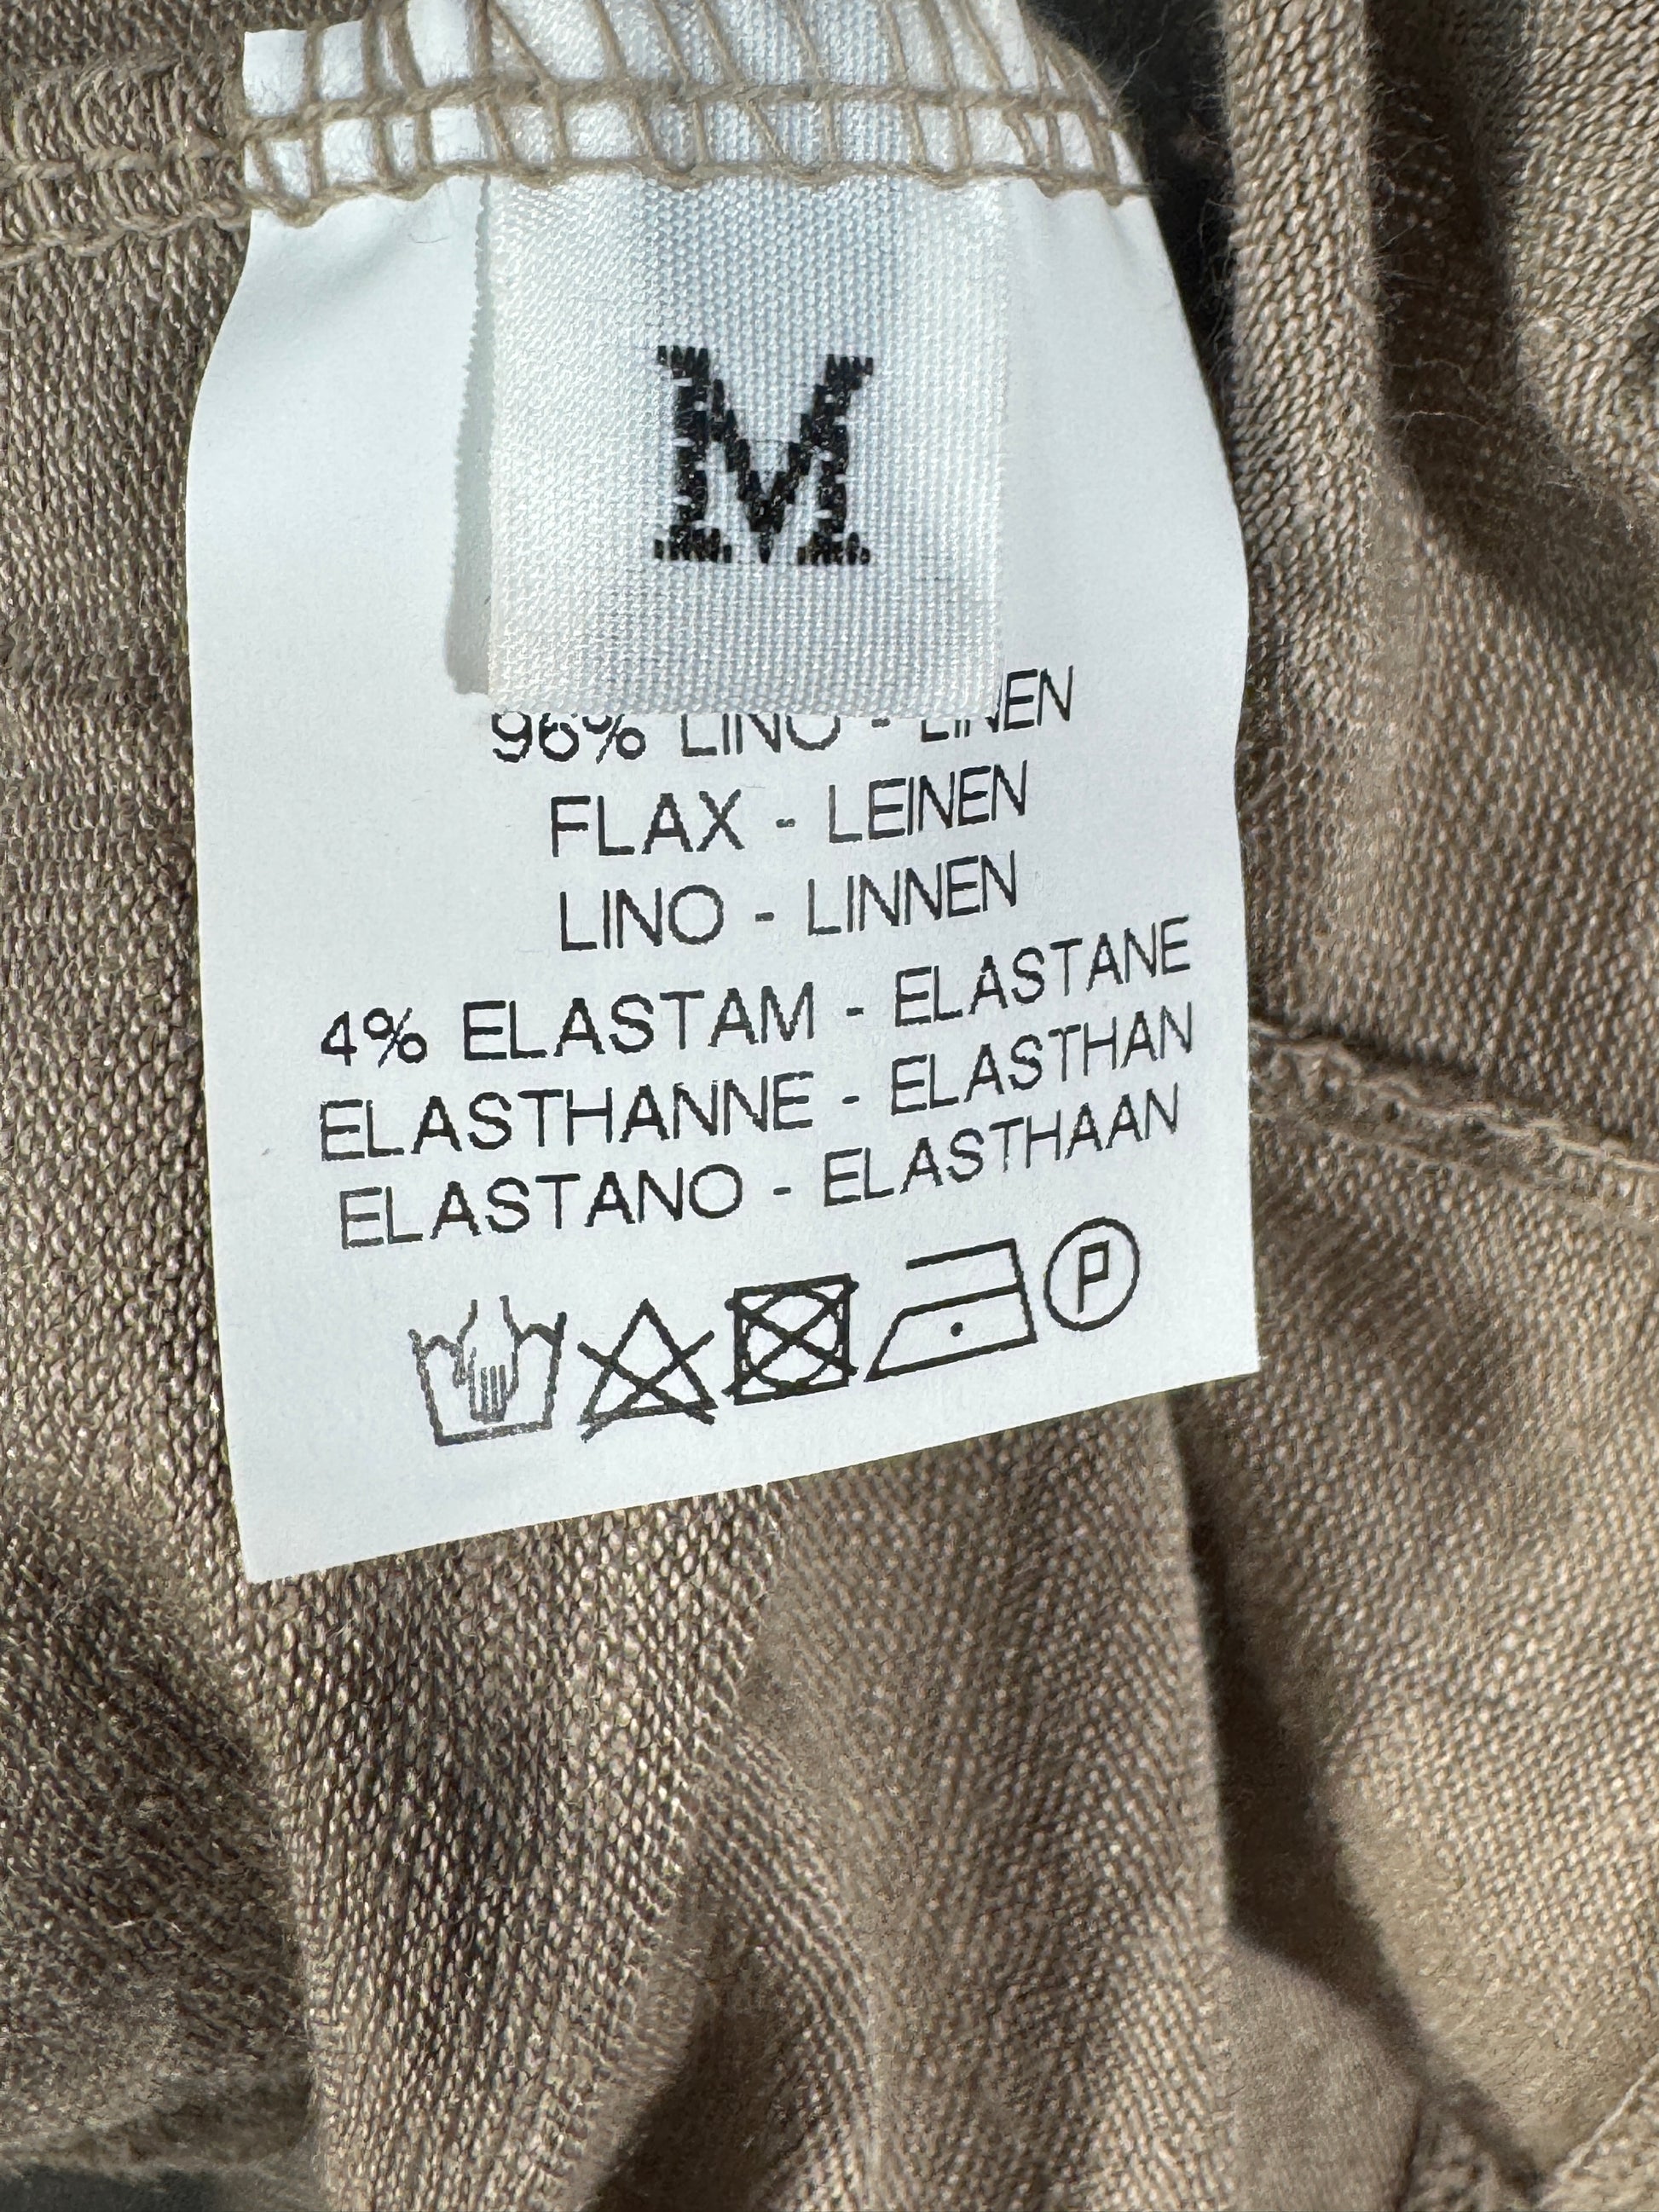 M
96% LINO - LINEN
FLAX - LEINEN
LINO - LINNEN
4% ELASTAM - ELASTANE
ELASTHANNE - ELASTHAN
ELASTANO - ELASTHAAN
P